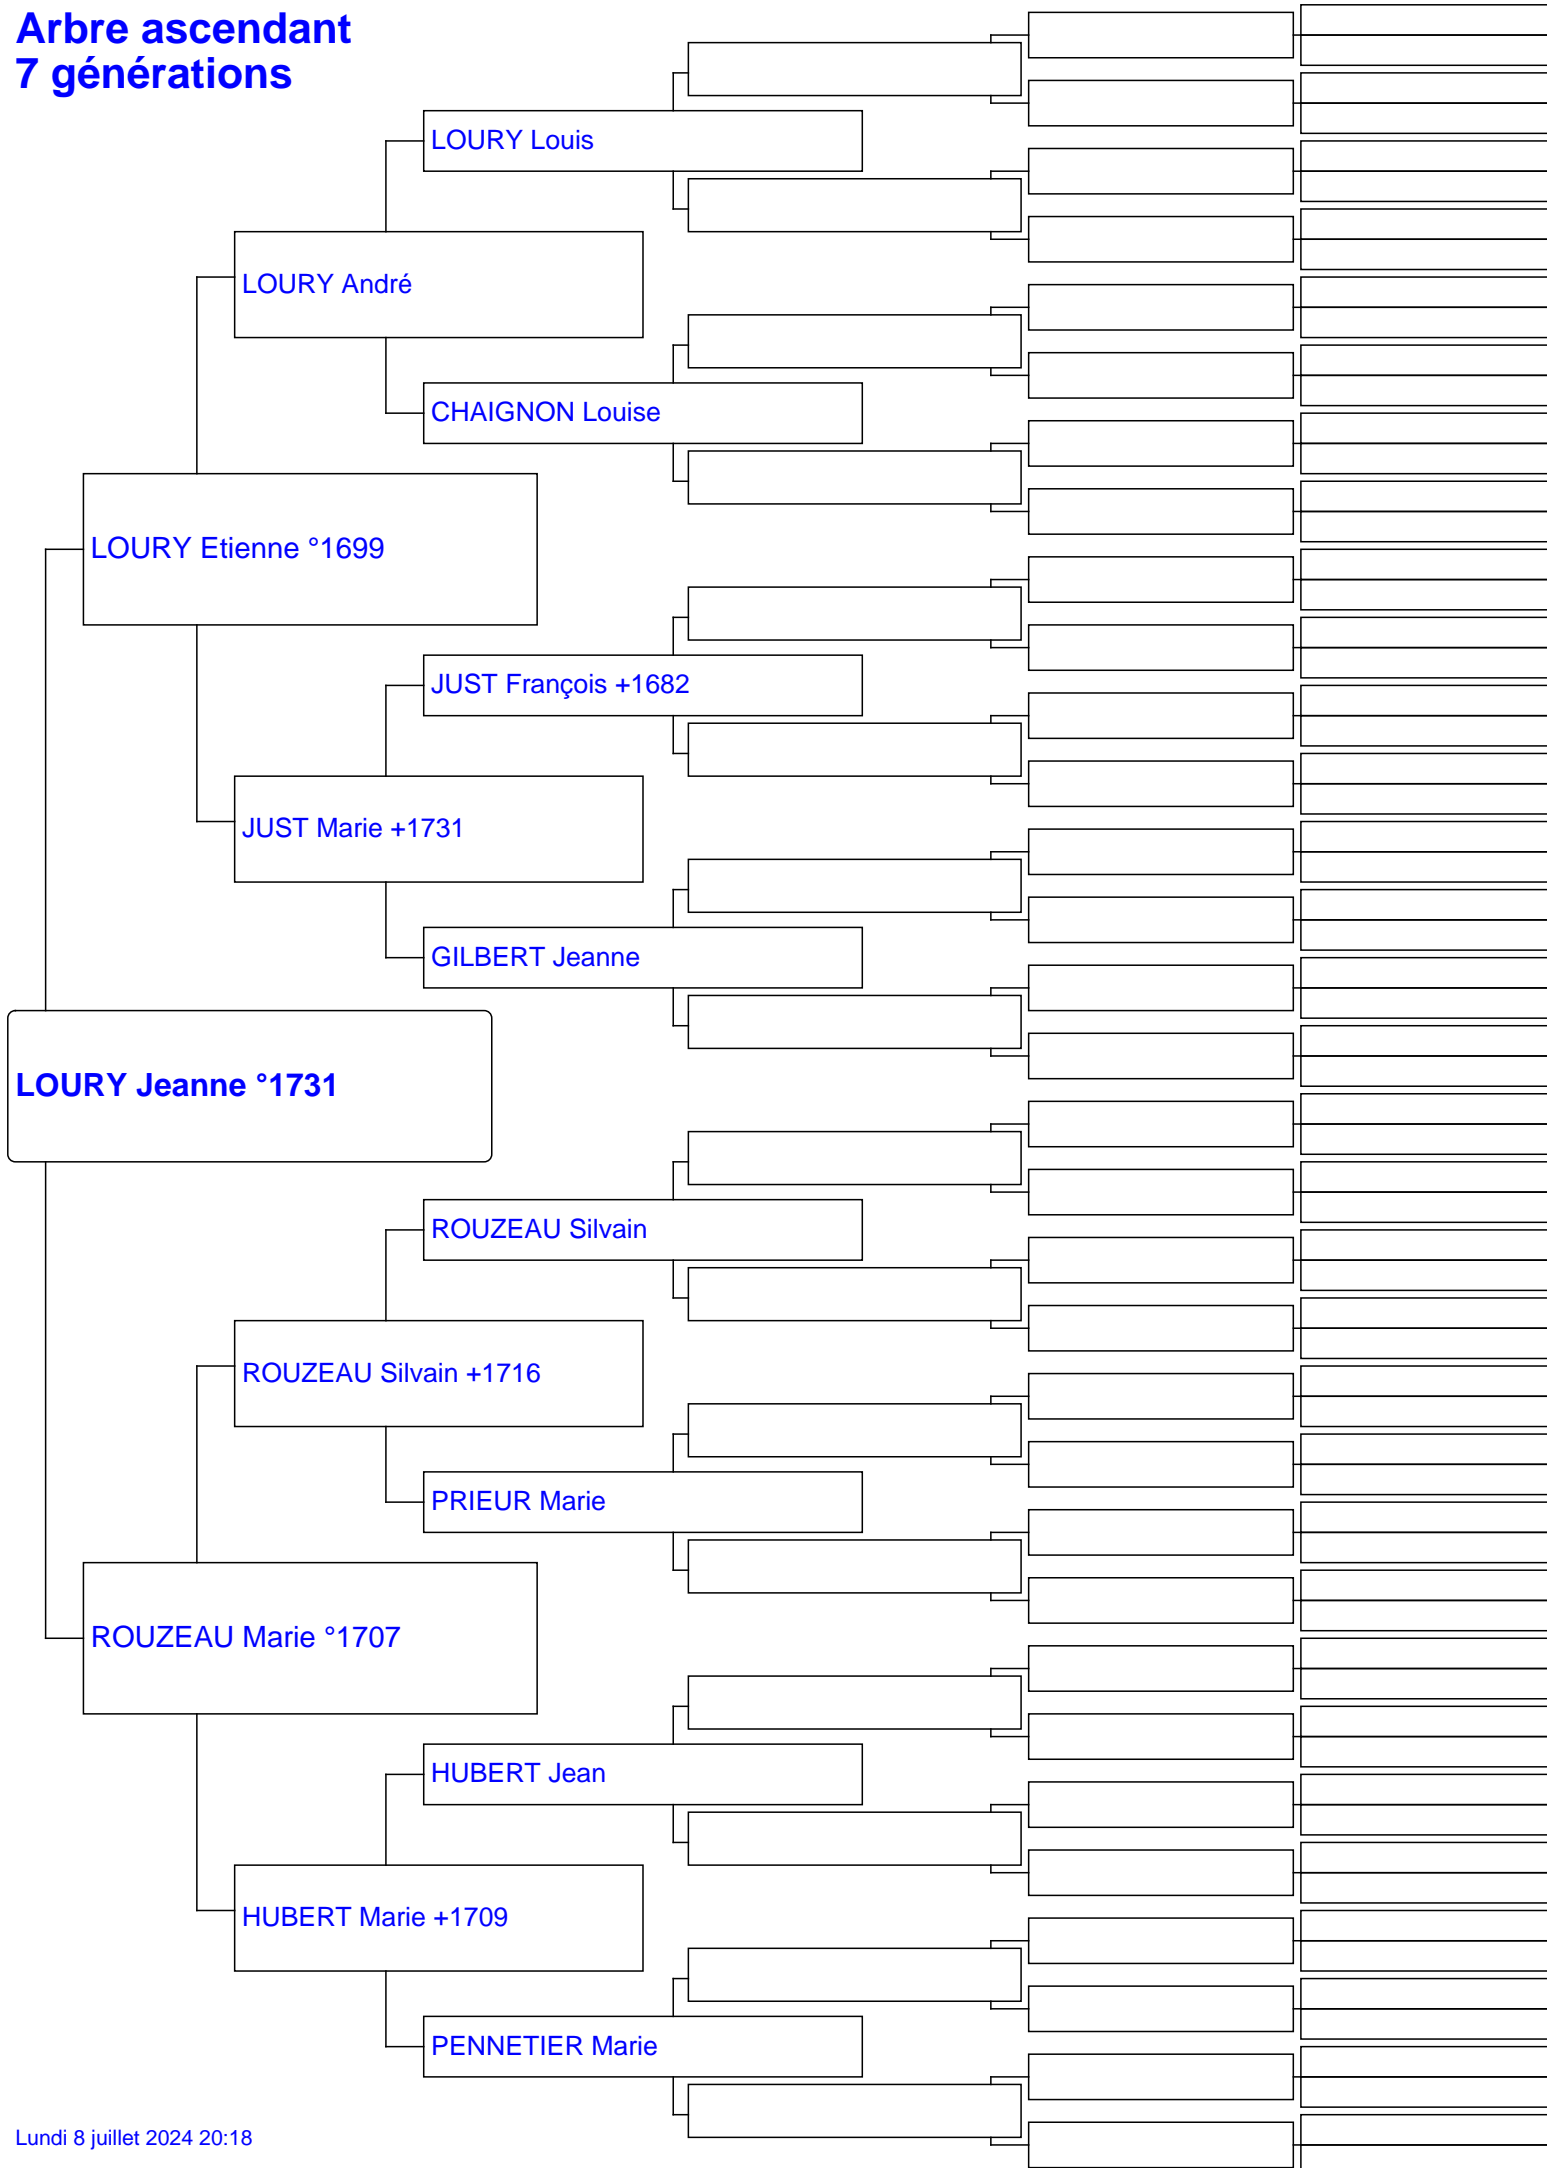 Arbre ascendant
7 générations
LOURY Louis
LOURY André
CHAIGNON Louise
LOURY Etienne °1699
JUST François +1682
JUST Marie +1731
GILBERT Jeanne
LOURY Jeanne °1731
ROUZEAU Silvain
ROUZEAU Silvain +1716
PRIEUR Marie
ROUZEAU Marie °1707
HUBERT Jean
HUBERT Marie +1709
PENNETIER Marie
Lundi 8 juillet 2024 20:18